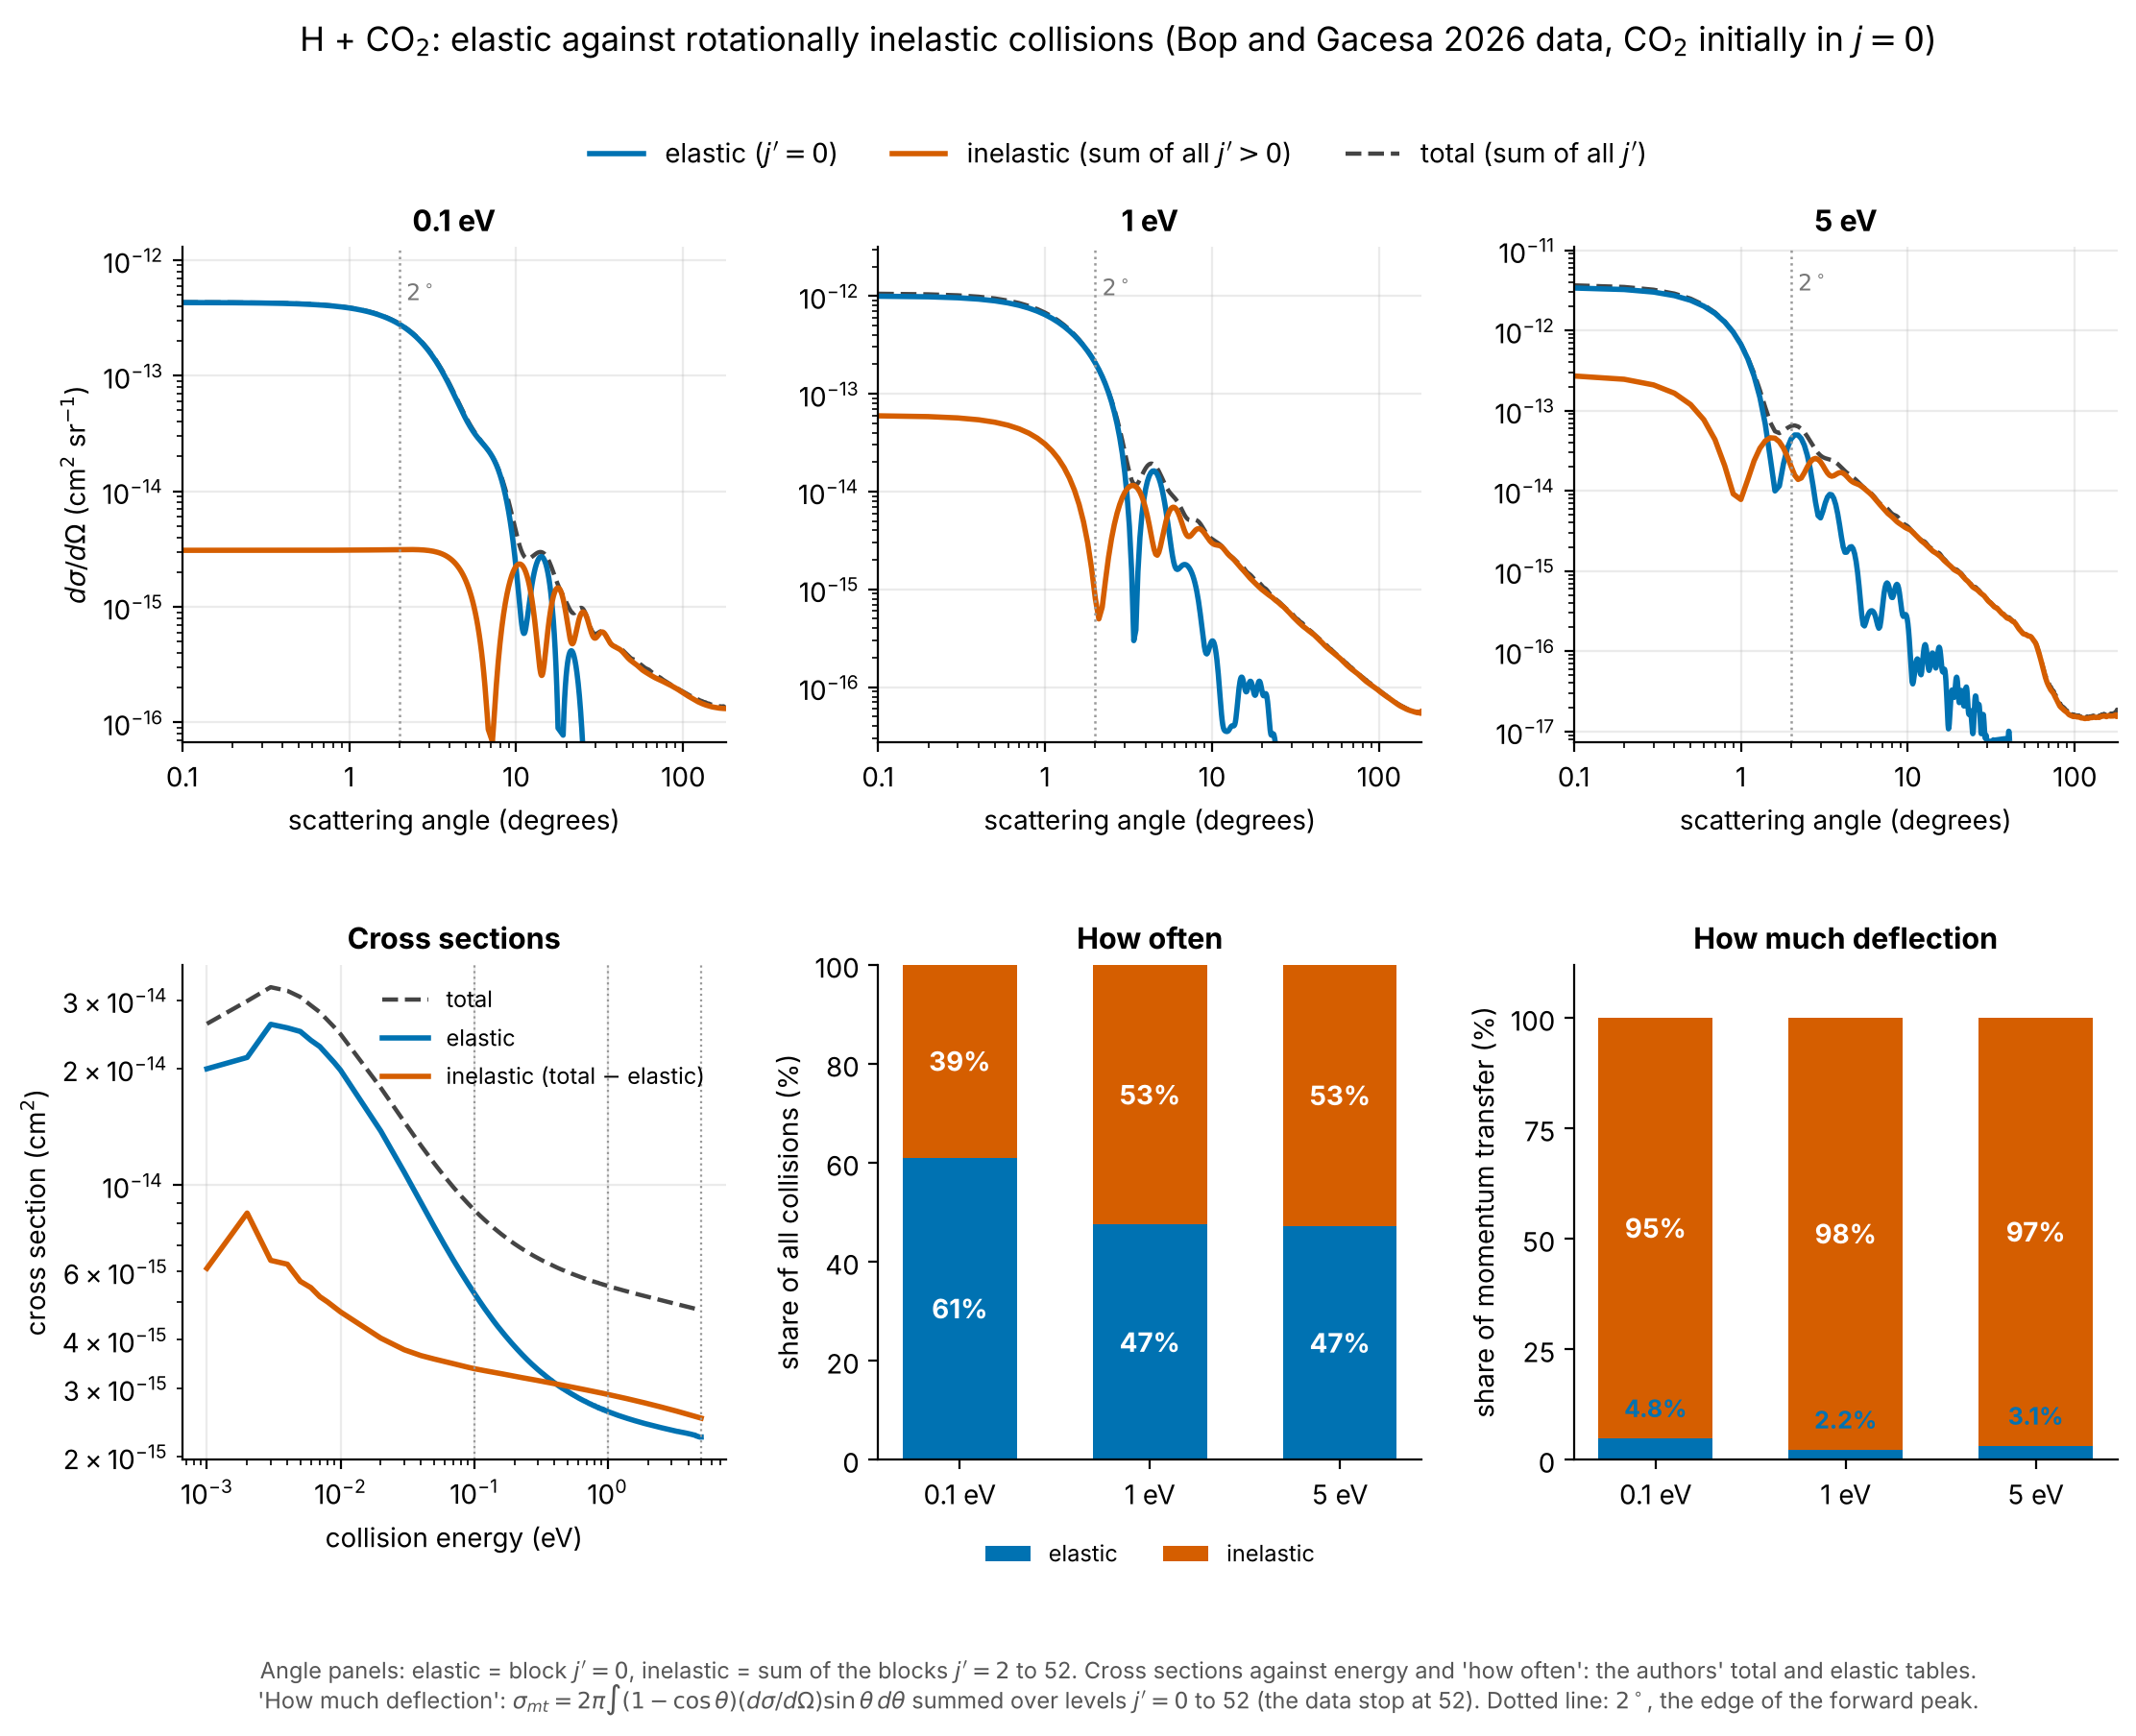 H + CO₂: elastic against rotationally inelastic collisions (Bop and Gacesa 2026 data, CO₂ initially in j = 0)
elastic (j′ = 0)
inelastic (sum of all j′ > 0)
total (sum of all j′)
0.1 eV
1 eV
5 eV
dσ/dΩ (cm² sr⁻¹)
10⁻¹²
10⁻¹³
10⁻¹⁴
10⁻¹⁵
10⁻¹⁶
2°
0.1
1
10
100
scattering angle (degrees)
10⁻¹²
10⁻¹³
10⁻¹⁴
10⁻¹⁵
10⁻¹⁶
2°
0.1
1
10
100
scattering angle (degrees)
10⁻¹¹
10⁻¹²
10⁻¹³
10⁻¹⁴
10⁻¹⁵
10⁻¹⁶
10⁻¹⁷
2°
0.1
1
10
100
scattering angle (degrees)
Cross sections
cross section (cm²)
3 × 10⁻¹⁴
2 × 10⁻¹⁴
10⁻¹⁴
6 × 10⁻¹⁵
4 × 10⁻¹⁵
3 × 10⁻¹⁵
2 × 10⁻¹⁵
total
elastic
inelastic (total − elastic)
10⁻³
10⁻²
10⁻¹
10⁰
collision energy (eV)
How often
share of all collisions (%)
100
80
60
40
20
0
39%
53%
53%
61%
47%
47%
0.1 eV
1 eV
5 eV
elastic
inelastic
How much deflection
share of momentum transfer (%)
100
75
50
25
0
95%
98%
97%
4.8%
2.2%
3.1%
0.1 eV
1 eV
5 eV
Angle panels: elastic = block j′ = 0, inelastic = sum of the blocks j′ = 2 to 52. Cross sections against energy and 'how often': the authors' total and elastic tables.
'How much deflection': σₘₜ = 2π∫(1 − cos θ)(dσ/dΩ)sin θ dθ summed over levels j′ = 0 to 52 (the data stop at 52). Dotted line: 2°, the edge of the forward peak.